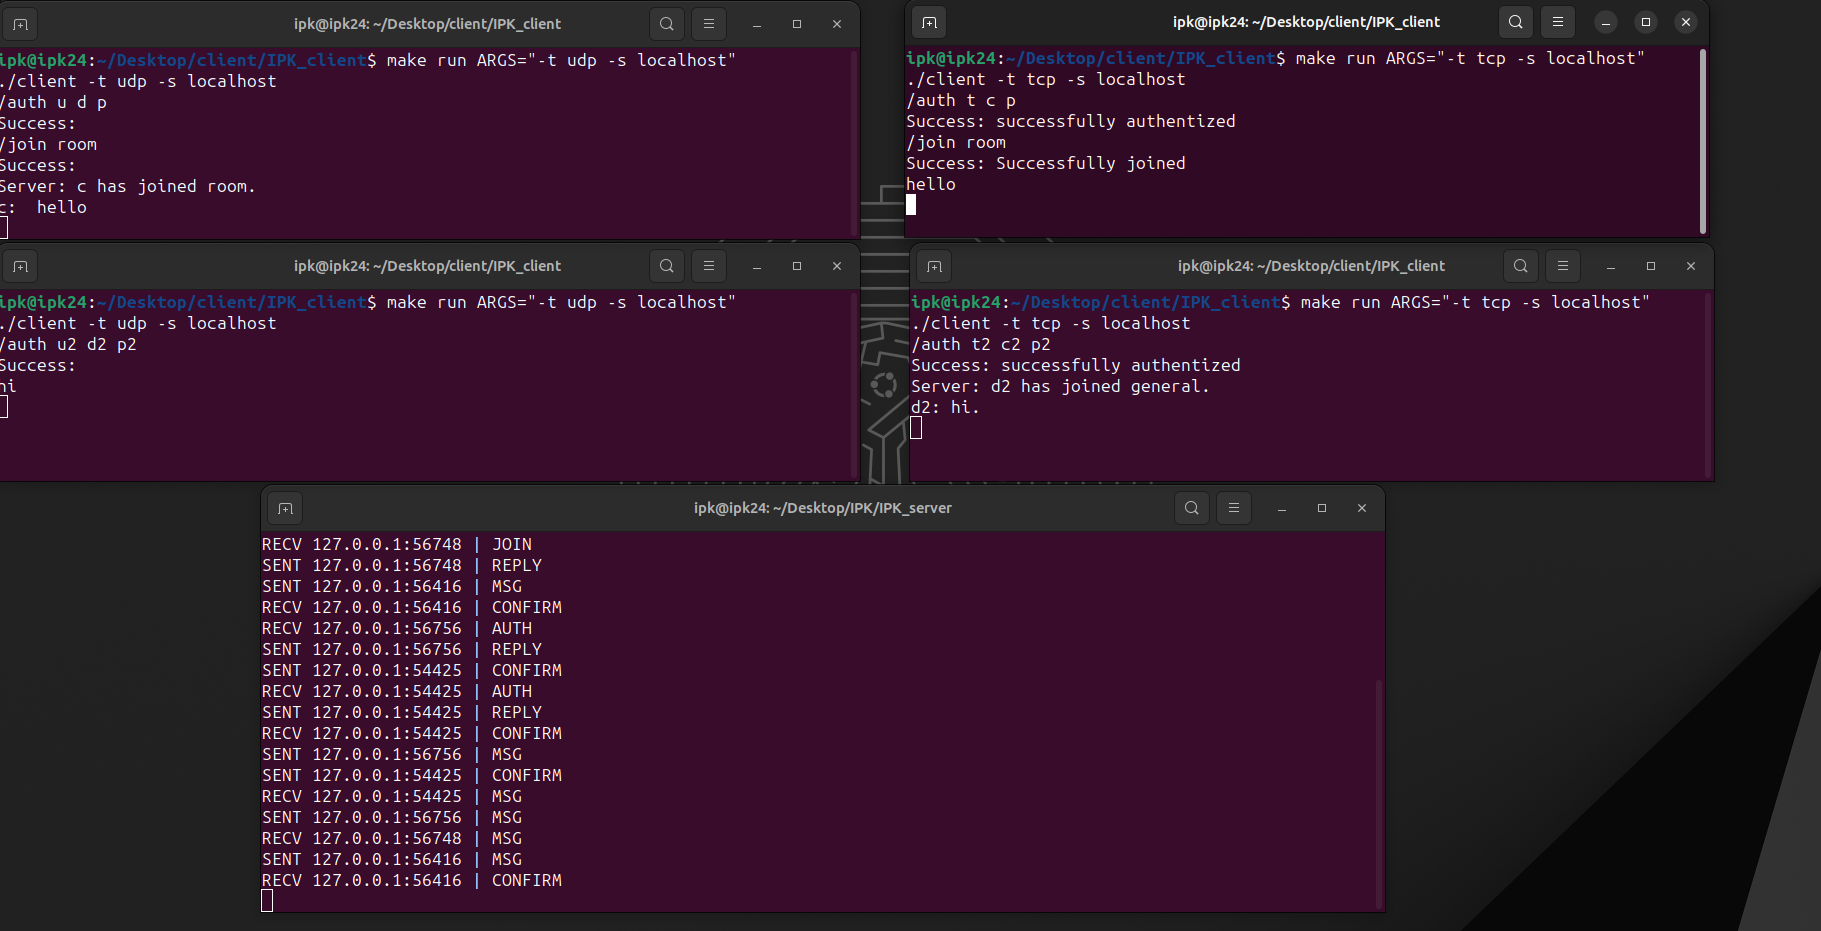 ipk@ipk24: ~/Desktop/client/IPK_client
ipk@ipk24:~/Desktop/client/IPK_client$ make run ARGS="-t udp -s localhost"
./client -t udp -s localhost
/auth u d p
Success:
/join room
Success:
Server: c has joined room.
c:  hello
ipk@ipk24: ~/Desktop/client/IPK_client
ipk@ipk24:~/Desktop/client/IPK_client$ make run ARGS="-t tcp -s localhost"
./client -t tcp -s localhost
/auth t c p
Success: successfully authentized
/join room
Success: Successfully joined
hello
ipk@ipk24: ~/Desktop/client/IPK_client
ipk@ipk24:~/Desktop/client/IPK_client$ make run ARGS="-t udp -s localhost"
./client -t udp -s localhost
/auth u2 d2 p2
Success:
hi
ipk@ipk24: ~/Desktop/client/IPK_client
ipk@ipk24:~/Desktop/client/IPK_client$ make run ARGS="-t tcp -s localhost"
./client -t tcp -s localhost
/auth t2 c2 p2
Success: successfully authentized
Server: d2 has joined general.
d2: hi.
ipk@ipk24: ~/Desktop/IPK/IPK_server
RECV 127.0.0.1:56748 | JOIN
SENT 127.0.0.1:56748 | REPLY
SENT 127.0.0.1:56416 | MSG
RECV 127.0.0.1:56416 | CONFIRM
RECV 127.0.0.1:56756 | AUTH
SENT 127.0.0.1:56756 | REPLY
SENT 127.0.0.1:54425 | CONFIRM
RECV 127.0.0.1:54425 | AUTH
SENT 127.0.0.1:54425 | REPLY
RECV 127.0.0.1:54425 | CONFIRM
SENT 127.0.0.1:56756 | MSG
SENT 127.0.0.1:54425 | CONFIRM
RECV 127.0.0.1:54425 | MSG
SENT 127.0.0.1:56756 | MSG
RECV 127.0.0.1:56748 | MSG
SENT 127.0.0.1:56416 | MSG
RECV 127.0.0.1:56416 | CONFIRM